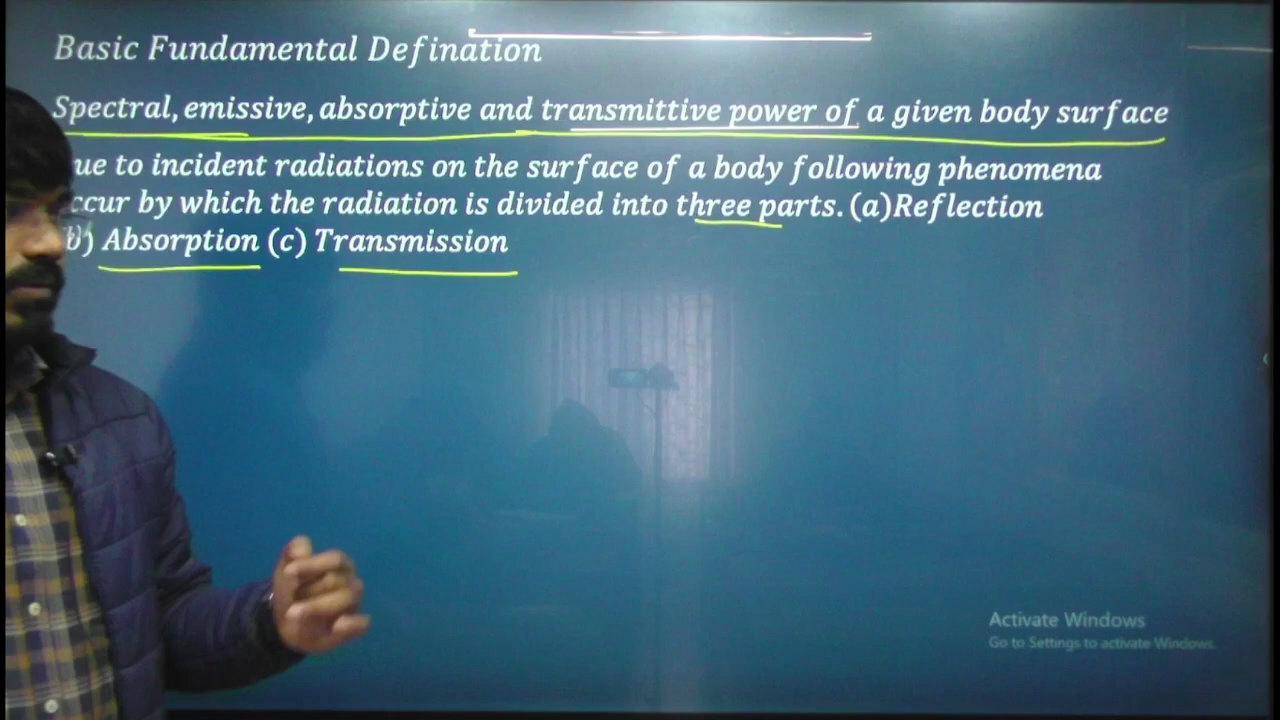 Basic Fundamental Defination
Spectral, emissive, absorptive and transmittive power of a given body surface
ue to incident radiations on the surface of a body following phenomena
ccur by which the radiation is divided into three parts. (a)Reflection
b) Absorption (c) Transmission
Activate Windows
Go to Settings to activate Windows.